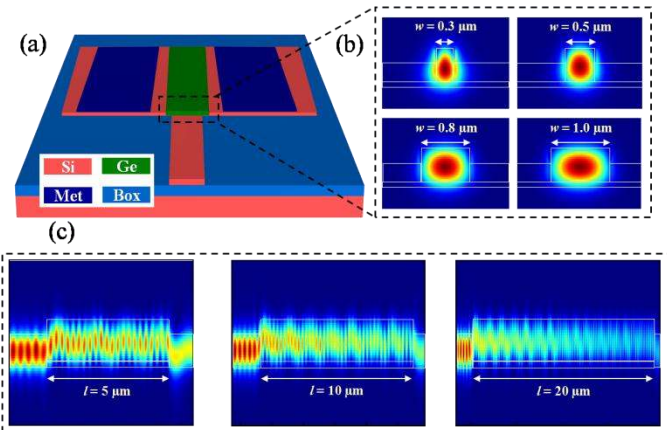 (a)
(b)
w = 0.3 μm
w = 0.5 μm
w = 0.8 μm
w = 1.0 μm
Si
Ge
Met
Box
(c)
l = 5 μm
l = 10 μm
l = 20 μm